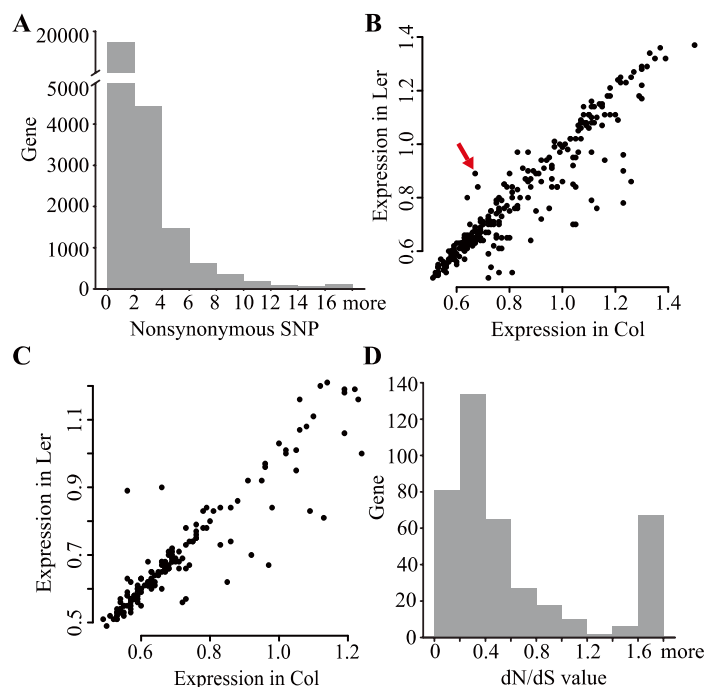 A
20000
5000
4000
3000
2000
1000
0
Gene
0 2 4 6 8 10 12 14 16 more
Nonsynonymous SNP
B
1.4
1.2
1.0
0.8
0.6
Expression in Ler
0.6 0.8 1.0 1.2 1.4
Expression in Col
C
1.1
0.9
0.7
0.5
Expression in Ler
0.6 0.8 1.0 1.2
Expression in Col
D
140
120
100
80
60
40
20
0
Gene
0 0.4 0.8 1.2 1.6 more
dN/dS value